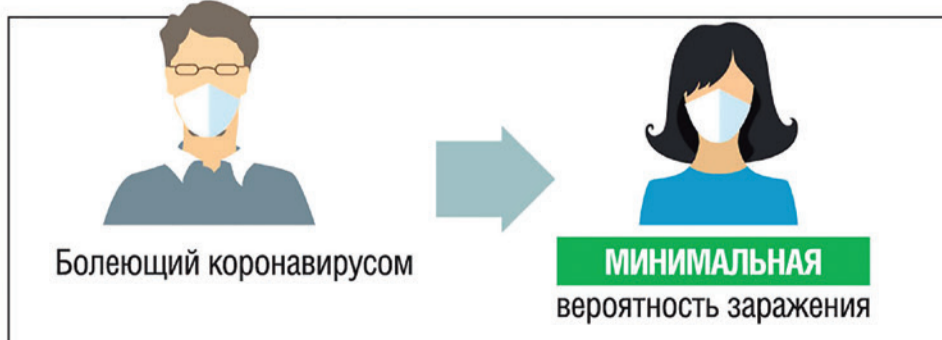 Болеющий коронавирусом
МИНИМАЛЬНАЯ
вероятность заражения